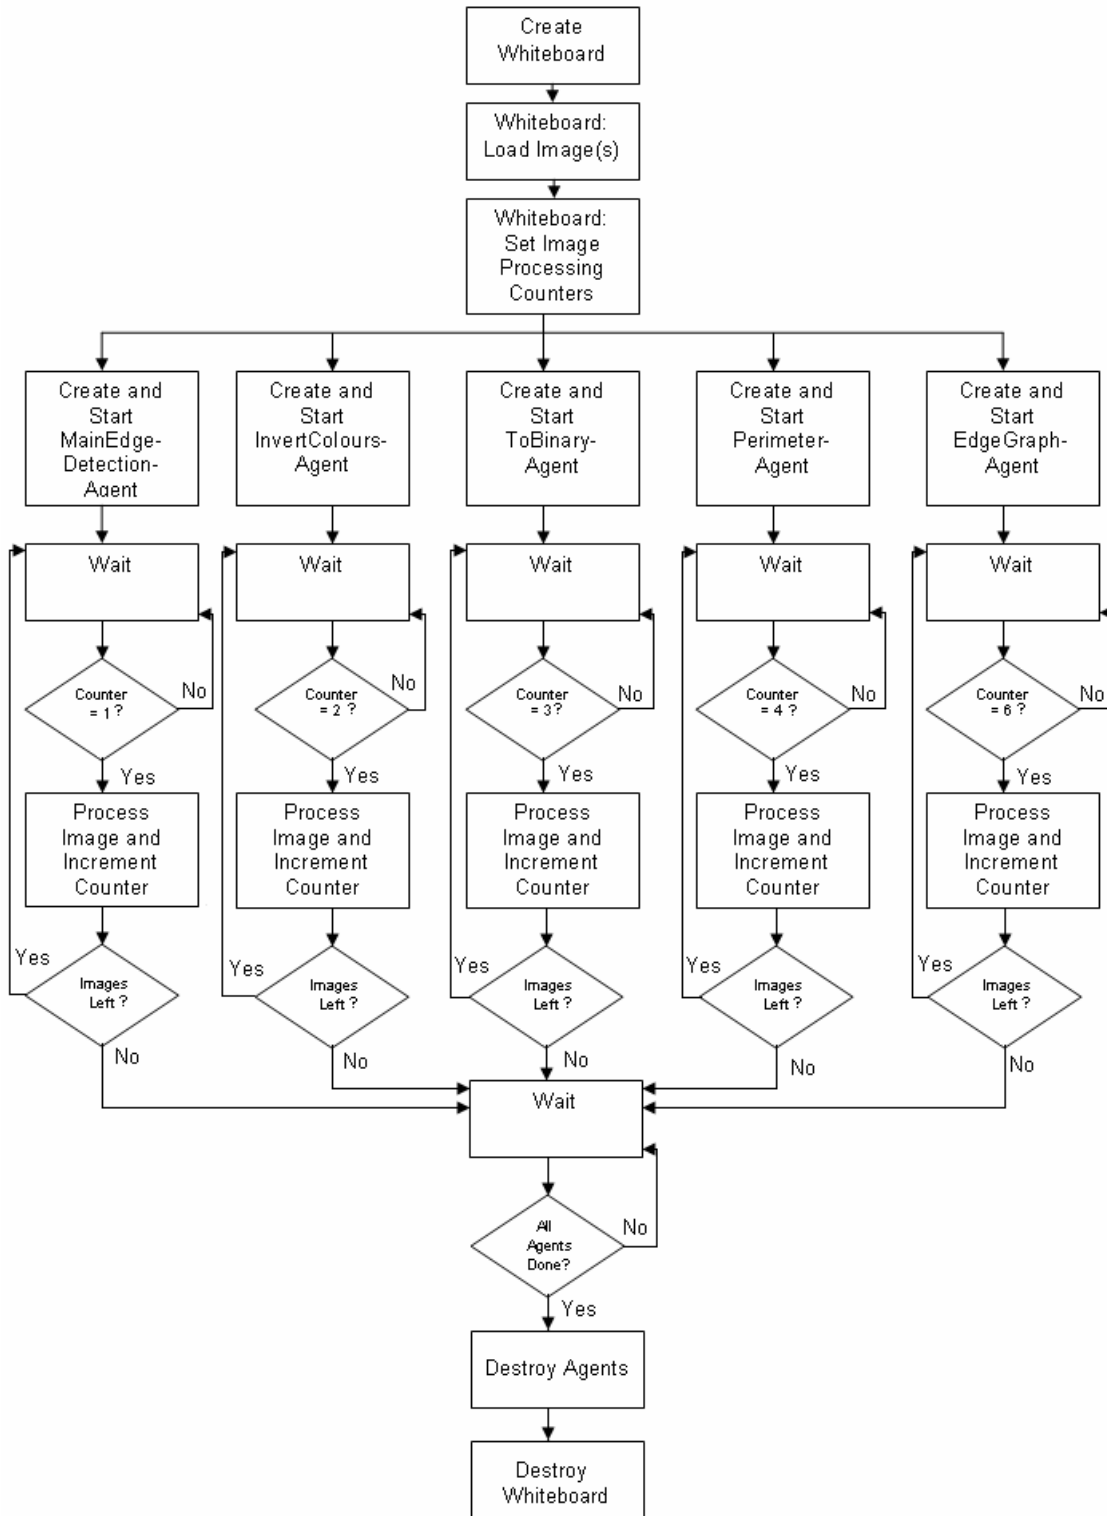 Create
Whiteboard
Whiteboard:
Load Image(s)
Whiteboard:
Set Image
Processing
Counters
Create and
Start
MainEdge-
Detection-
Agent
Create and
Start
InvertColours-
Agent
Create and
Start
ToBinary-
Agent
Create and
Start
Perimeter-
Agent
Create and
Start
EdgeGraph-
Agent
Wait
Wait
Wait
Wait
Wait
Counter
= 1 ?
No
Counter
= 2 ?
No
Counter
= 3?
No
Counter
= 4 ?
No
Counter
= 6 ?
No
Yes
Yes
Yes
Yes
Yes
Process
Image and
Increment
Counter
Process
Image and
Increment
Counter
Process
Image and
Increment
Counter
Process
Image and
Increment
Counter
Process
Image and
Increment
Counter
Yes
Images
Left ?
Yes
Images
Left ?
Yes
Images
Left ?
Yes
Images
Left ?
Yes
Images
Left ?
No
No
No
No
No
Wait
All
Agents
Done?
No
Yes
Destroy Agents
Destroy
Whiteboard